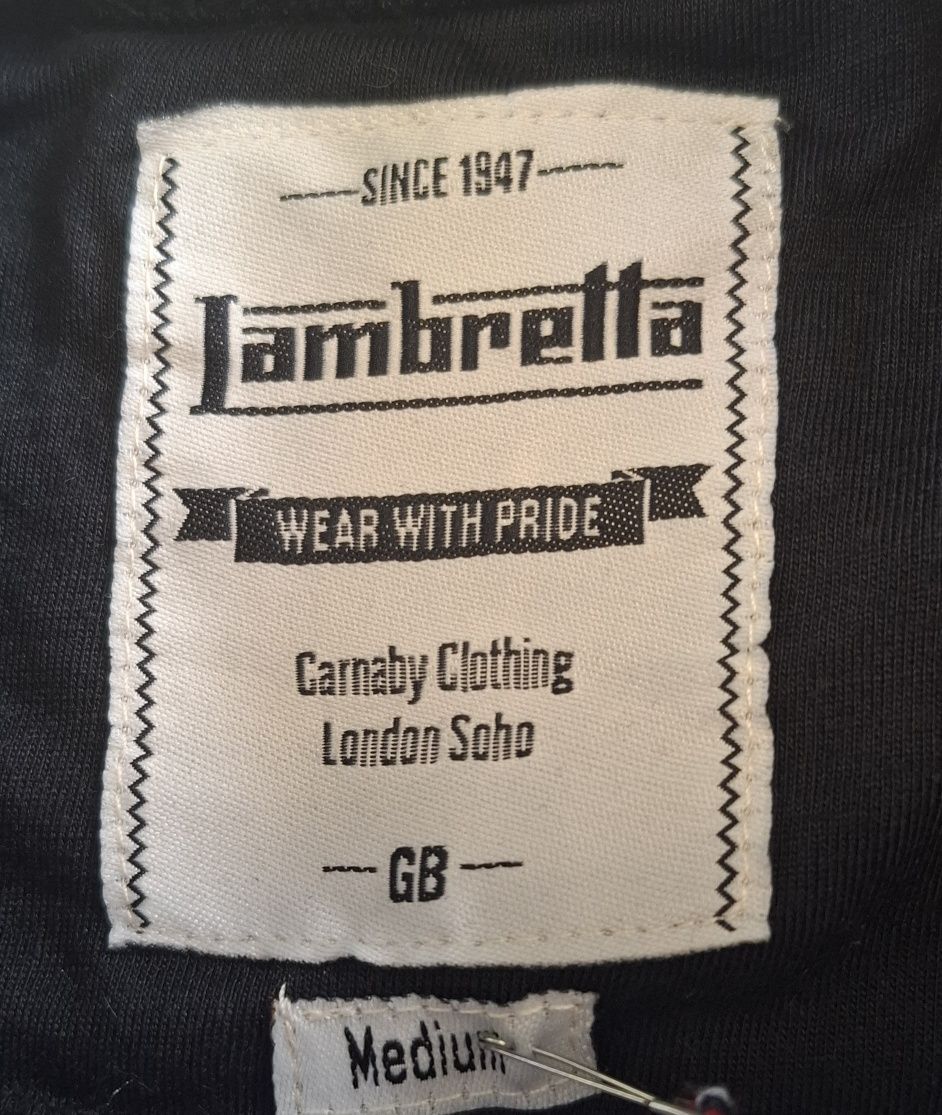 SINCE 1947
Lambretta
WEAR WITH PRIDE
Carnaby Clothing
London Soho
GB
Medium